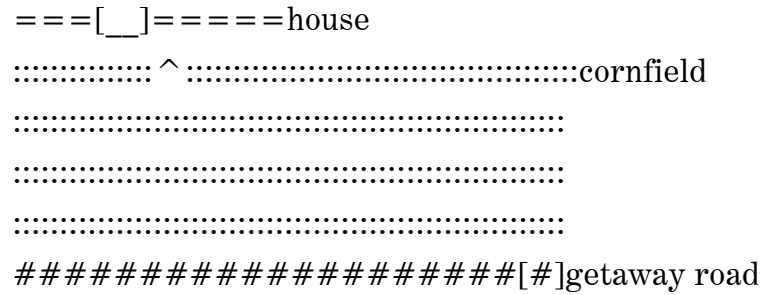 ===[__]=====house
:::::::::::::::^::::::::::::::::::::::::::::::::::::::::::cornfield
:::::::::::::::::::::::::::::::::::::::::::::::::::::::::::
:::::::::::::::::::::::::::::::::::::::::::::::::::::::::::
:::::::::::::::::::::::::::::::::::::::::::::::::::::::::::
####################[#]getaway road